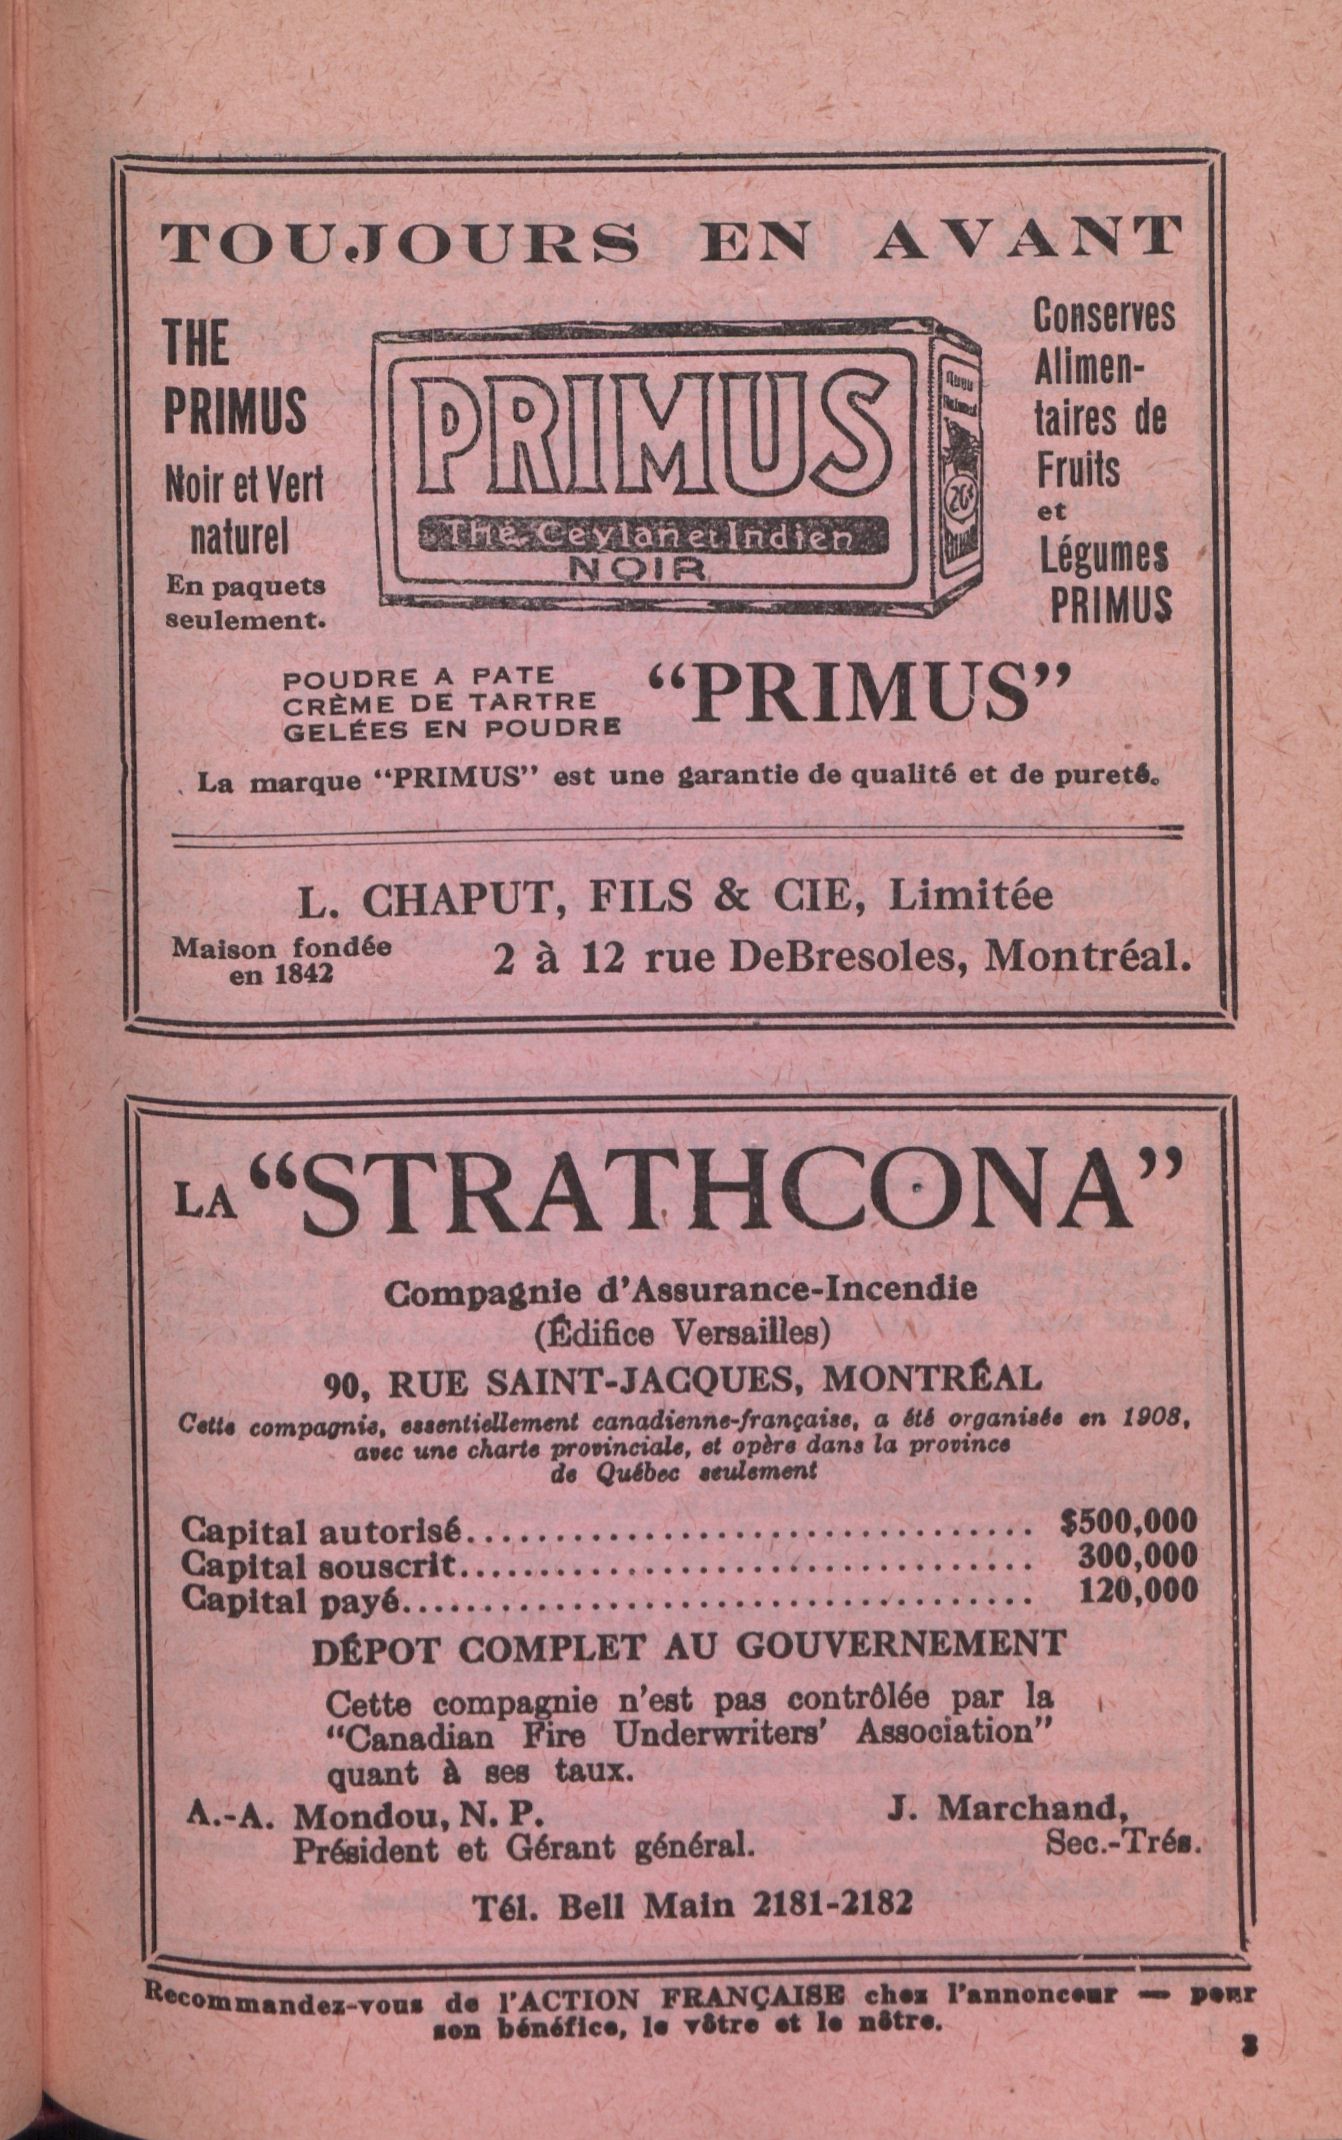 TOUJOURS EN AVANT
THE
PRIMUS
Noir et Vert
naturel
En paquets
seulement.
PRIMUS
Thé Ceylan et Indien
NOIR
20¢
Conserves
Alimen-
taires de
Fruits
et
Légumes
PRIMUS
POUDRE A PATE
CRÈME DE TARTRE
GELÉES EN POUDRE
“PRIMUS”
La marque “PRIMUS” est une garantie de qualité et de pureté.
L. CHAPUT, FILS & CIE, Limitée
Maison fondée
en 1842
2 à 12 rue DeBresoles, Montréal.
LA “STRATHCONA”
Compagnie d’Assurance-Incendie
(Édifice Versailles)
90, RUE SAINT-JACQUES, MONTRÉAL
Cette compagnie, essentiellement canadienne-française, a été organisée en 1908,
avec une charte provinciale, et opère dans la province
de Québec seulement
Capital autorisé................................ $500,000
Capital souscrit................................ 300,000
Capital payé.................................... 120,000
DÉPOT COMPLET AU GOUVERNEMENT
Cette compagnie n’est pas contrôlée par la
“Canadian Fire Underwriters’ Association”
quant à ses taux.
A.-A. Mondou, N. P.
Président et Gérant général.
J. Marchand,
Sec.-Trés.
Tél. Bell Main 2181-2182
Recommandez-vous de l’ACTION FRANÇAISE chez l’annonceur — pour
son bénéfice, le vôtre et le nôtre.